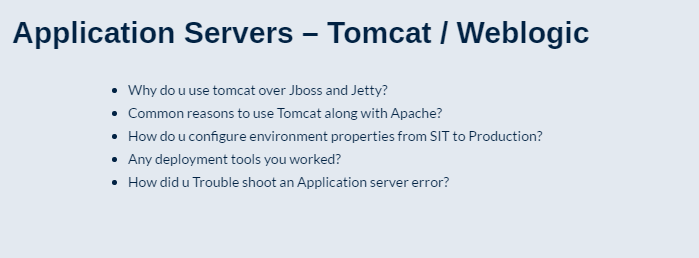 Application Servers – Tomcat / Weblogic
• Why do u use tomcat over Jboss and Jetty?
• Common reasons to use Tomcat along with Apache?
• How do u configure environment properties from SIT to Production?
• Any deployment tools you worked?
• How did u Trouble shoot an Application server error?